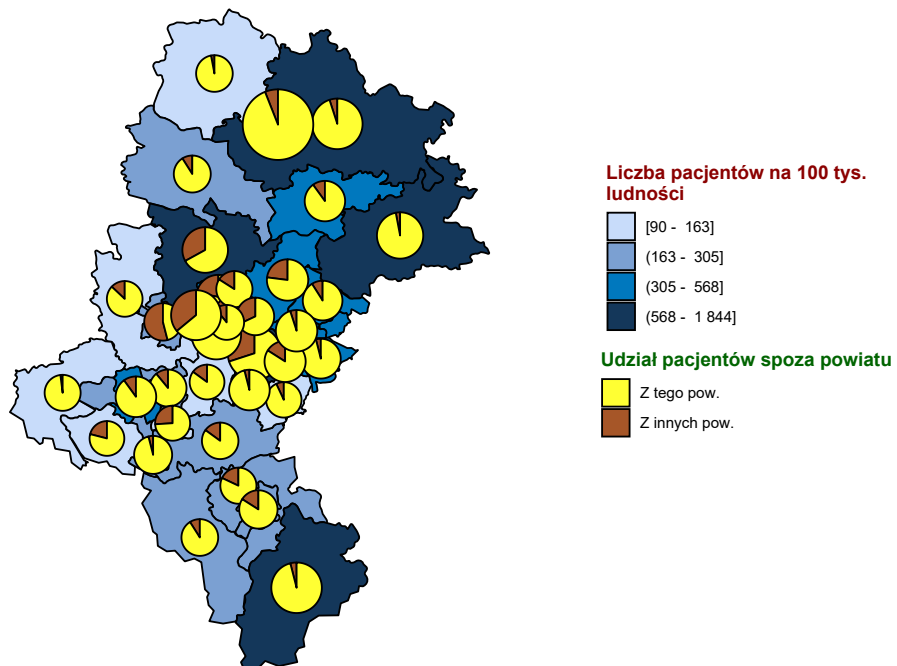 Liczba pacjentów na 100 tys.
ludności
[90 - 163]
(163 - 305]
(305 - 568]
(568 - 1 844]
Udział pacjentów spoza powiatu
Z tego pow.
Z innych pow.